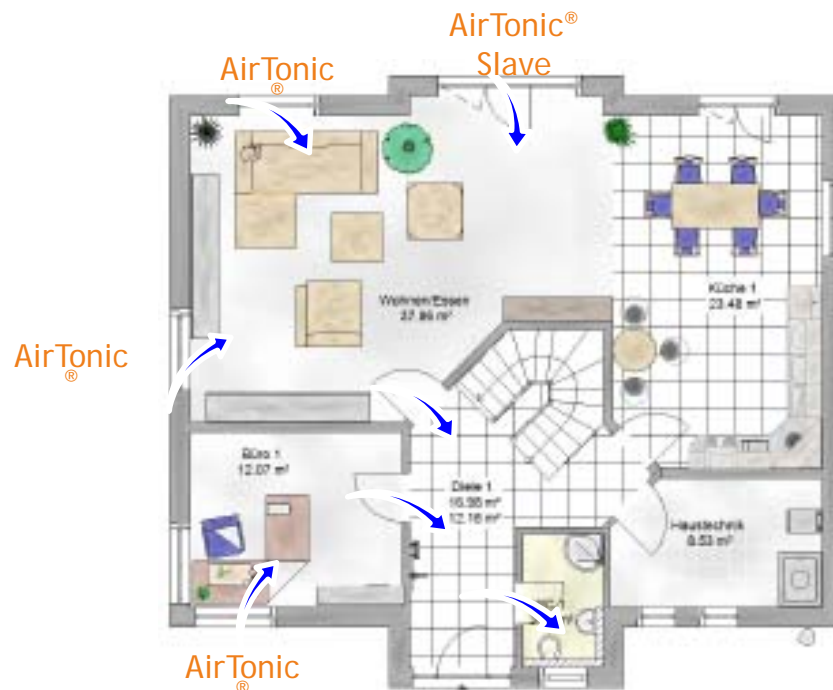 AirTonic® 
Slave
AirTonic
®
Küche 1
23.48 m²
Wohnen/Essen
37.86 m²
AirTonic
®
Büro 1
12.07 m²
Diele 1
16.98 m²
12.16 m²
Haustechnik
8.53 m²
AirTonic
®